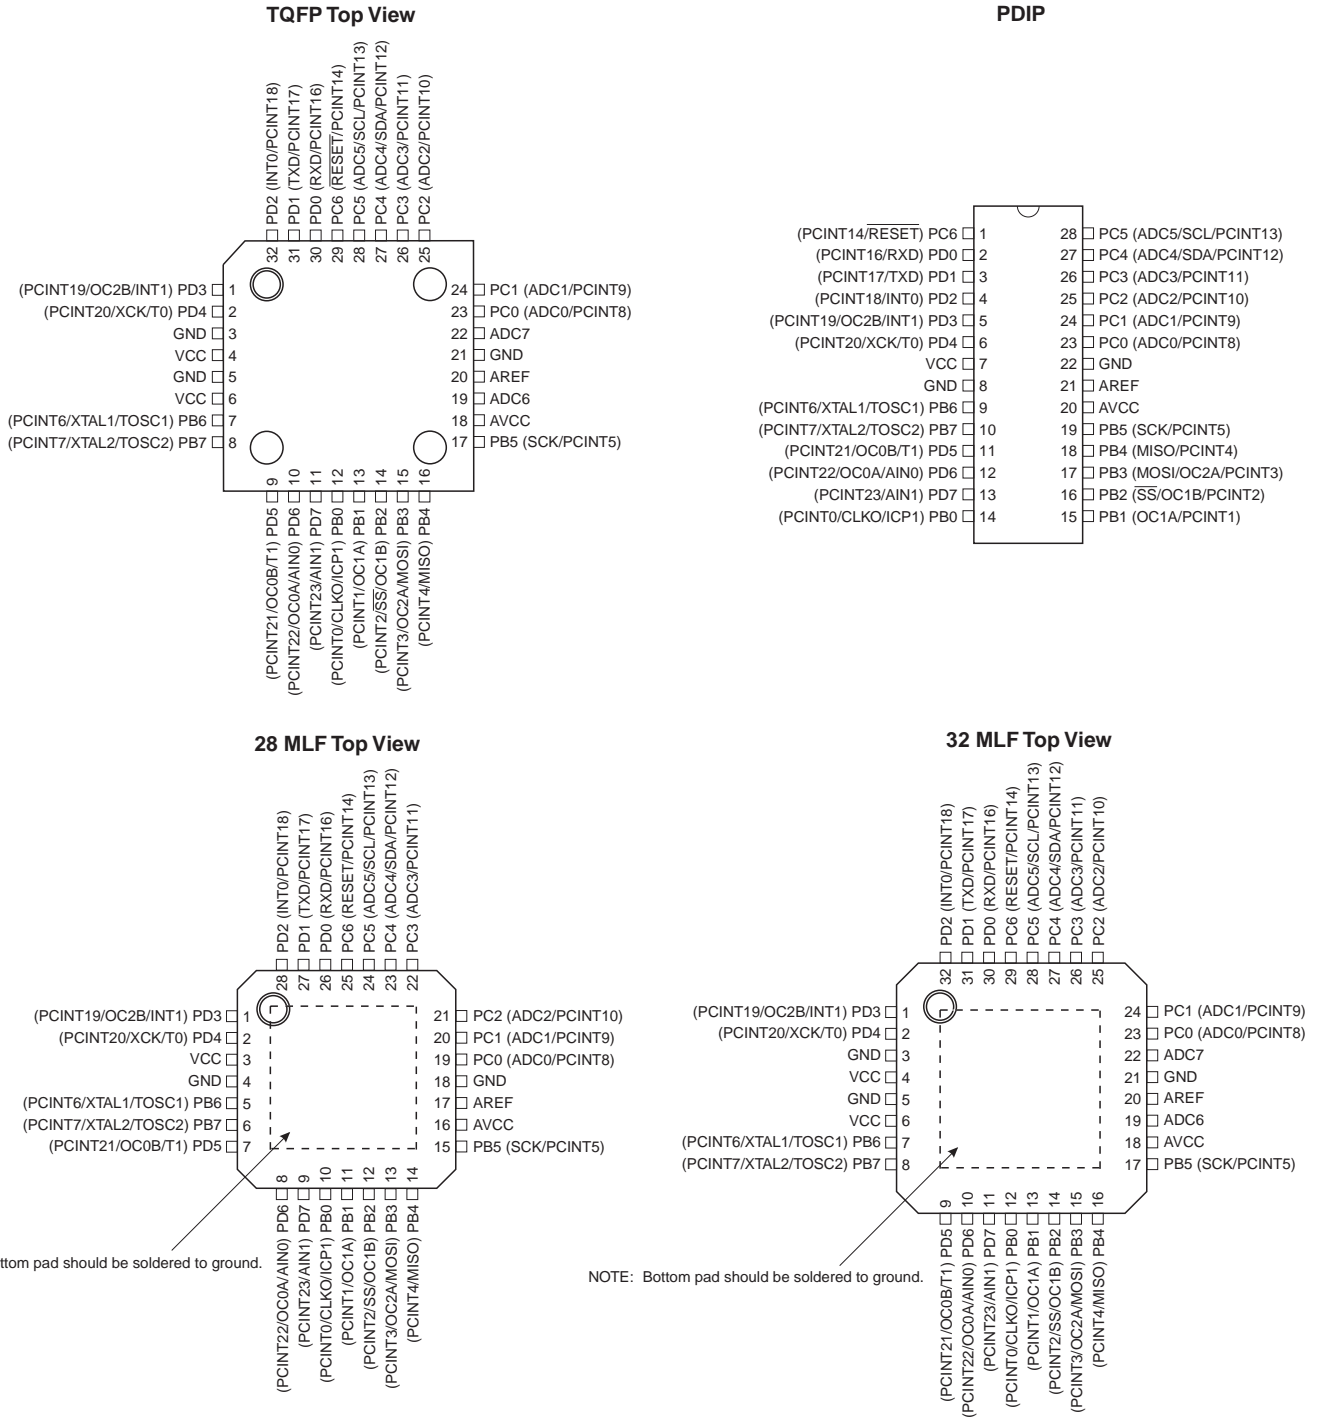 TQFP Top View
PD2 (INT0/PCINT18)
PD1 (TXD/PCINT17)
PD0 (RXD/PCINT16)
PC6 (RESET/PCINT14)
PC5 (ADC5/SCL/PCINT13)
PC4 (ADC4/SDA/PCINT12)
PC3 (ADC3/PCINT11)
PC2 (ADC2/PCINT10)
32
31
30
29
28
27
26
25
(PCINT19/OC2B/INT1) PD3 1
(PCINT20/XCK/T0) PD4 2
GND 3
VCC 4
GND 5
VCC 6
(PCINT6/XTAL1/TOSC1) PB6 7
(PCINT7/XTAL2/TOSC2) PB7 8
24 PC1 (ADC1/PCINT9)
23 PC0 (ADC0/PCINT8)
22 ADC7
21 GND
20 AREF
19 ADC6
18 AVCC
17 PB5 (SCK/PCINT5)
9
10
11
12
13
14
15
16
(PCINT21/OC0B/T1) PD5
(PCINT22/OC0A/AIN0) PD6
(PCINT23/AIN1) PD7
(PCINT0/CLKO/ICP1) PB0
(PCINT1/OC1A) PB1
(PCINT2/SS/OC1B) PB2
(PCINT3/OC2A/MOSI) PB3
(PCINT4/MISO) PB4
PDIP
(PCINT14/RESET) PC6 1
(PCINT16/RXD) PD0 2
(PCINT17/TXD) PD1 3
(PCINT18/INT0) PD2 4
(PCINT19/OC2B/INT1) PD3 5
(PCINT20/XCK/T0) PD4 6
VCC 7
GND 8
(PCINT6/XTAL1/TOSC1) PB6 9
(PCINT7/XTAL2/TOSC2) PB7 10
(PCINT21/OC0B/T1) PD5 11
(PCINT22/OC0A/AIN0) PD6 12
(PCINT23/AIN1) PD7 13
(PCINT0/CLKO/ICP1) PB0 14
28 PC5 (ADC5/SCL/PCINT13)
27 PC4 (ADC4/SDA/PCINT12)
26 PC3 (ADC3/PCINT11)
25 PC2 (ADC2/PCINT10)
24 PC1 (ADC1/PCINT9)
23 PC0 (ADC0/PCINT8)
22 GND
21 AREF
20 AVCC
19 PB5 (SCK/PCINT5)
18 PB4 (MISO/PCINT4)
17 PB3 (MOSI/OC2A/PCINT3)
16 PB2 (SS/OC1B/PCINT2)
15 PB1 (OC1A/PCINT1)
28 MLF Top View
PD2 (INT0/PCINT18)
PD1 (TXD/PCINT17)
PD0 (RXD/PCINT16)
PC6 (RESET/PCINT14)
PC5 (ADC5/SCL/PCINT13)
PC4 (ADC4/SDA/PCINT12)
PC3 (ADC3/PCINT11)
28
27
26
25
24
23
22
(PCINT19/OC2B/INT1) PD3 1
(PCINT20/XCK/T0) PD4 2
VCC 3
GND 4
(PCINT6/XTAL1/TOSC1) PB6 5
(PCINT7/XTAL2/TOSC2) PB7 6
(PCINT21/OC0B/T1) PD5 7
21 PC2 (ADC2/PCINT10)
20 PC1 (ADC1/PCINT9)
19 PC0 (ADC0/PCINT8)
18 GND
17 AREF
16 AVCC
15 PB5 (SCK/PCINT5)
8
9
10
11
12
13
14
(PCINT22/OC0A/AIN0) PD6
(PCINT23/AIN1) PD7
(PCINT0/CLKO/ICP1) PB0
(PCINT1/OC1A) PB1
(PCINT2/SS/OC1B) PB2
(PCINT3/OC2A/MOSI) PB3
(PCINT4/MISO) PB4
ttom pad should be soldered to ground.
32 MLF Top View
PD2 (INT0/PCINT18)
PD1 (TXD/PCINT17)
PD0 (RXD/PCINT16)
PC6 (RESET/PCINT14)
PC5 (ADC5/SCL/PCINT13)
PC4 (ADC4/SDA/PCINT12)
PC3 (ADC3/PCINT11)
PC2 (ADC2/PCINT10)
32
31
30
29
28
27
26
25
(PCINT19/OC2B/INT1) PD3 1
(PCINT20/XCK/T0) PD4 2
GND 3
VCC 4
GND 5
VCC 6
(PCINT6/XTAL1/TOSC1) PB6 7
(PCINT7/XTAL2/TOSC2) PB7 8
24 PC1 (ADC1/PCINT9)
23 PC0 (ADC0/PCINT8)
22 ADC7
21 GND
20 AREF
19 ADC6
18 AVCC
17 PB5 (SCK/PCINT5)
9
10
11
12
13
14
15
16
(PCINT21/OC0B/T1) PD5
(PCINT22/OC0A/AIN0) PD6
(PCINT23/AIN1) PD7
(PCINT0/CLKO/ICP1) PB0
(PCINT1/OC1A) PB1
(PCINT2/SS/OC1B) PB2
(PCINT3/OC2A/MOSI) PB3
(PCINT4/MISO) PB4
NOTE: Bottom pad should be soldered to ground.